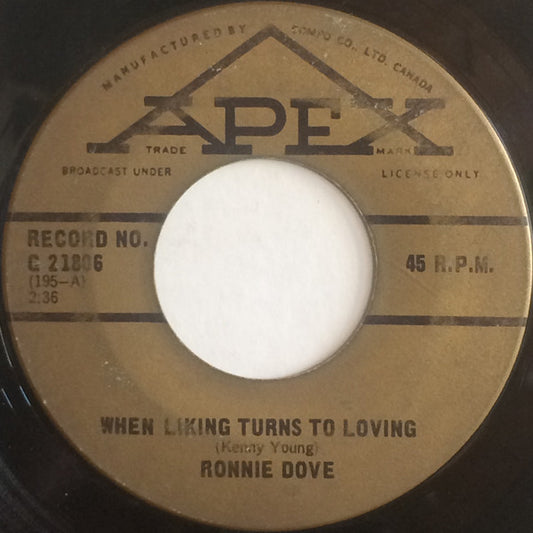 MANUFACTURED BY COMPO CO., LTD. CANADA
APEX
TRADE MARK
BROADCAST UNDER LICENSE ONLY
RECORD NO.
C 21806
45 R.P.M.
(195-A)
2:36
WHEN LIKING TURNS TO LOVING
(Kenny Young)
RONNIE DOVE